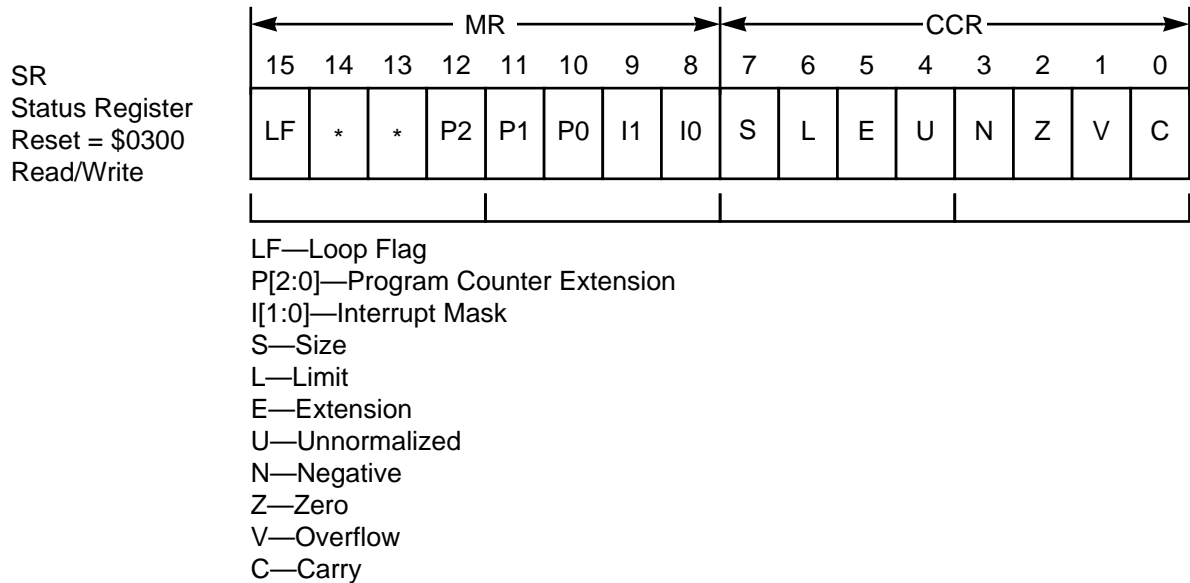 MR CCR
15 14 13 12 11 10 9 8 7 6 5 4 3 2 1 0
SR
Status Register
Reset = $0300
Read/Write
LF * * P2 P1 P0 I1 I0 S L E U N Z V C
LF—Loop Flag
P[2:0]—Program Counter Extension
I[1:0]—Interrupt Mask
S—Size
L—Limit
E—Extension
U—Unnormalized
N—Negative
Z—Zero
V—Overflow
C—Carry